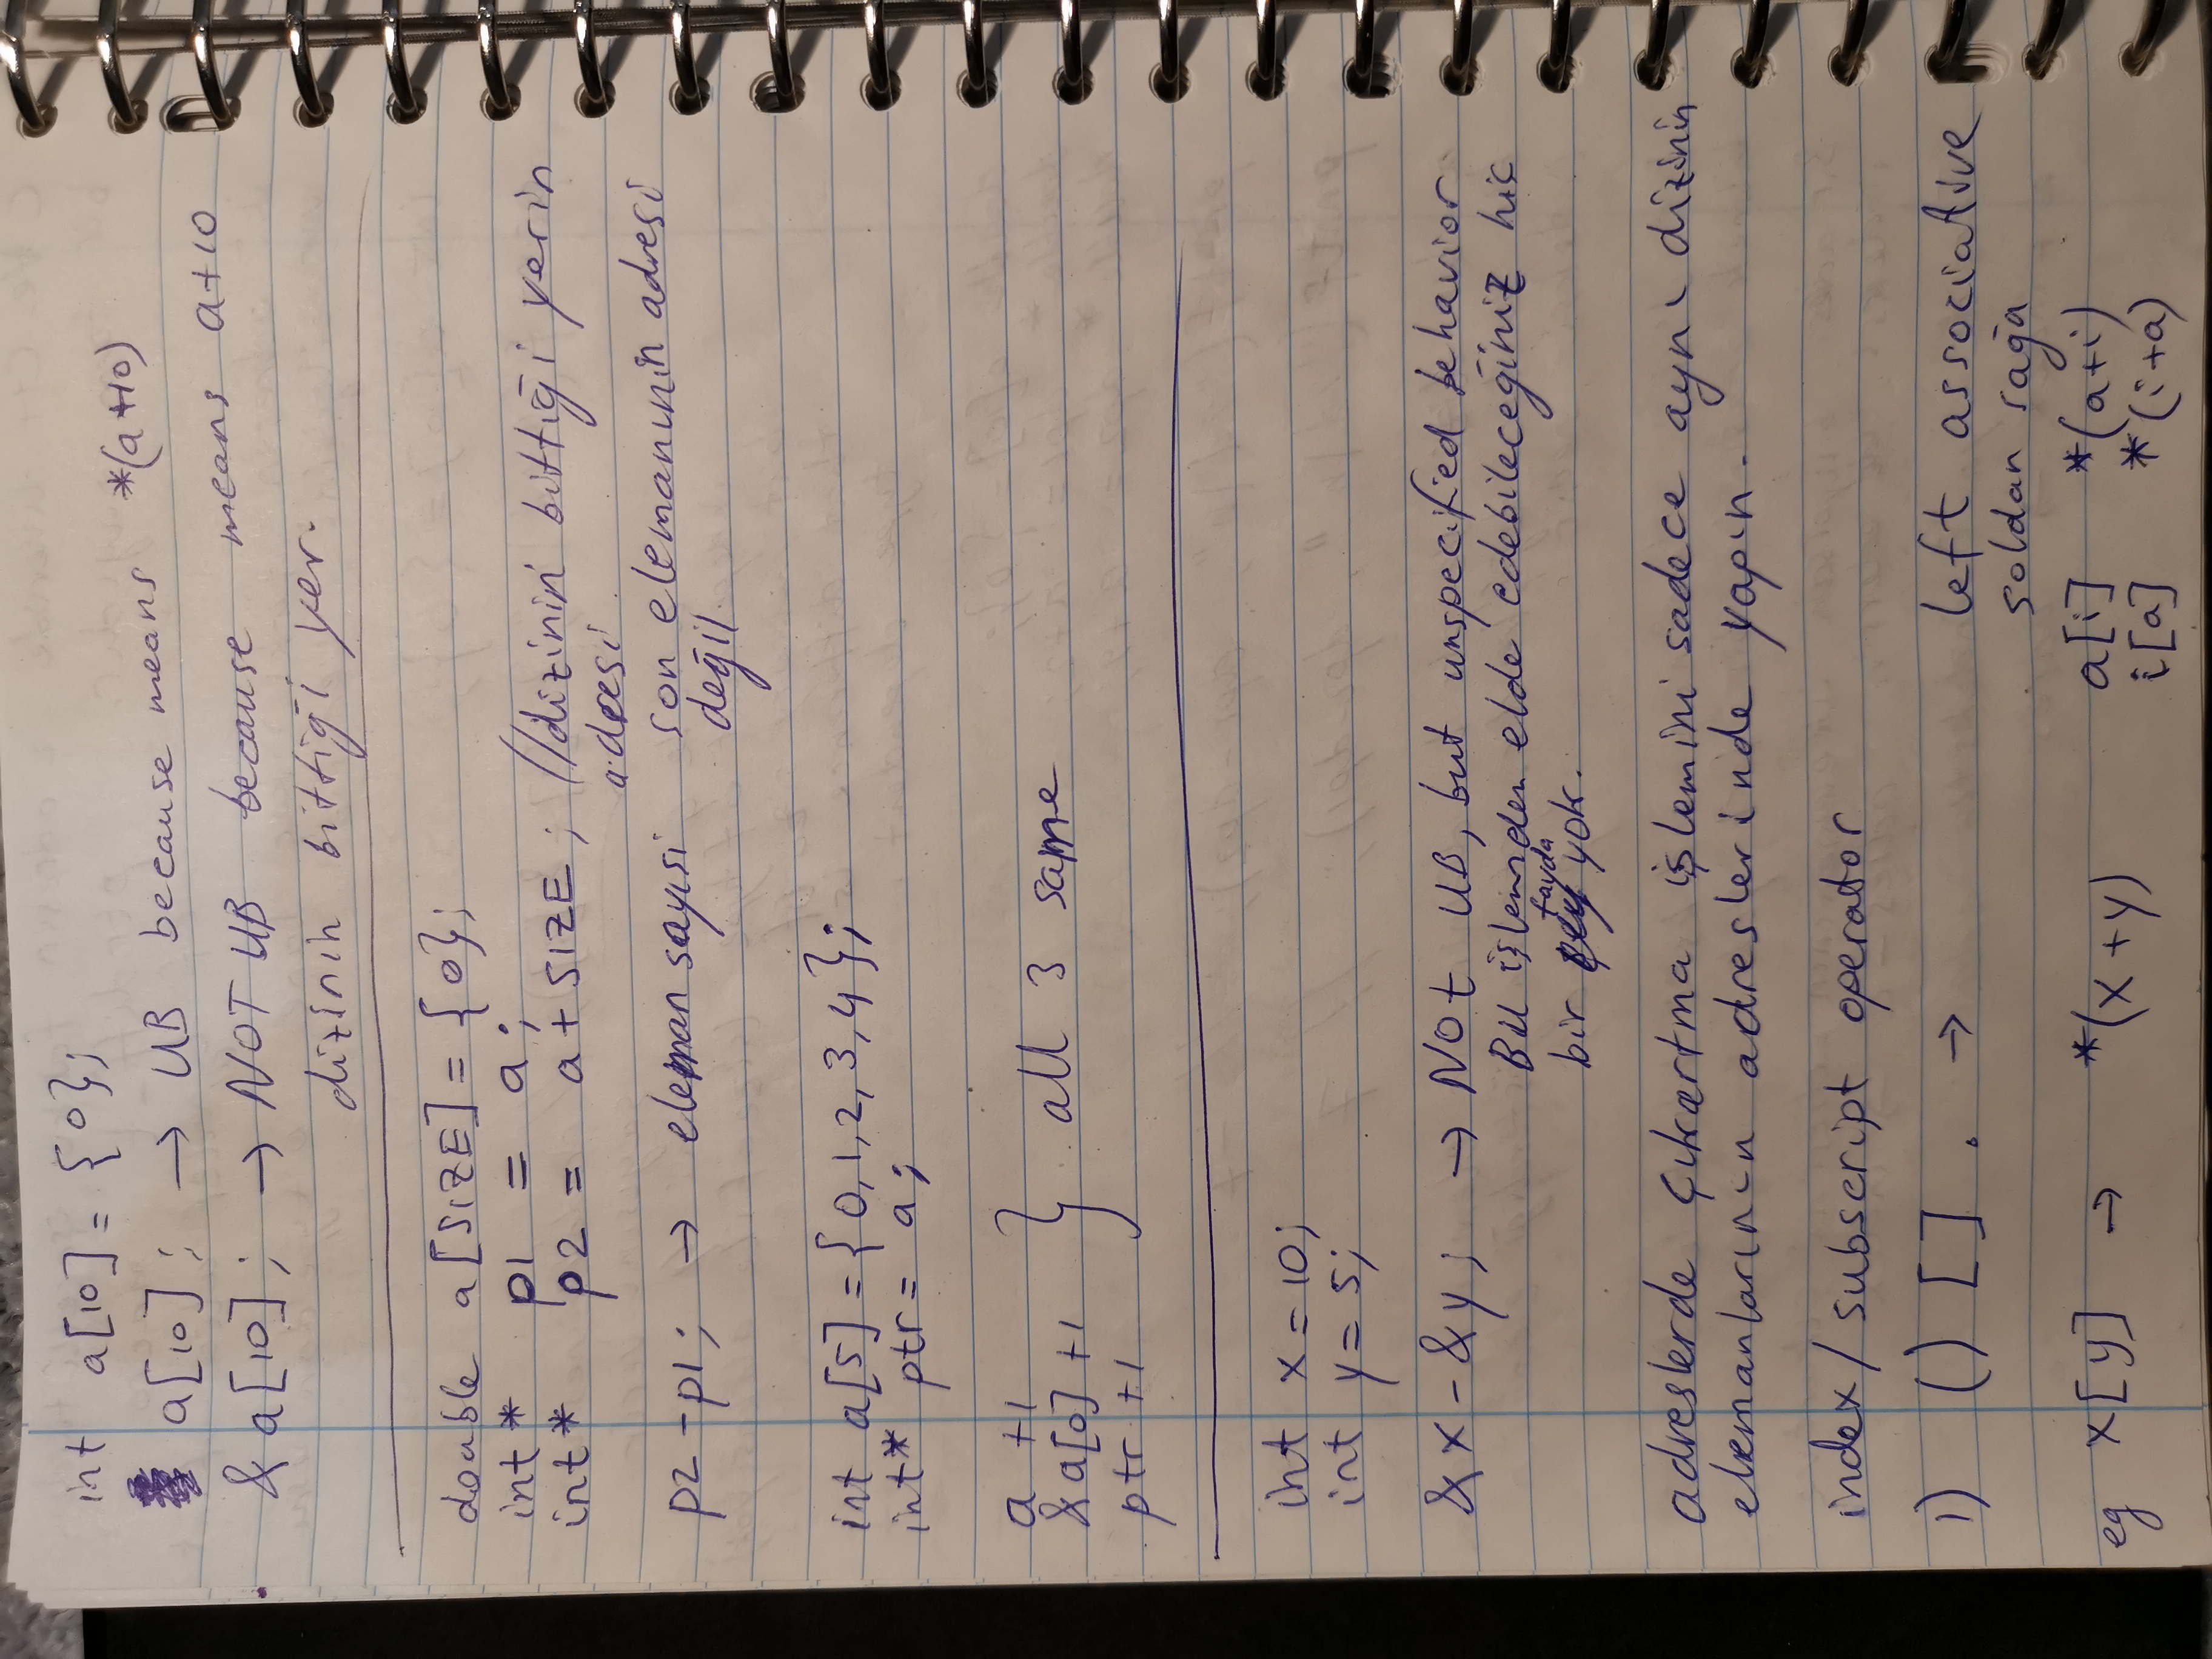 int a[10] = {0};
a[10]; → UB because means *(a+10)
&a[10]; → NOT UB because means a+10
dizinin bittiği yer.
double a[SIZE] = {0};
int* p1 = a;
int* p2 = a + SIZE; //dizinin bittiği yerin
adresi
p2-p1; → eleman sayısı son elemanının adresi
değil.
int a[5] = {0,1,2,3,4};
int* ptr = a;
a +1
&a[0] +1 } all 3 same
ptr +1
int x = 10;
int y = 5;
&x - &y; → NOt UB, but unspecified behavior
Bu işlemden elde edebileceğiniz hiç
bir fayda yok.
adreslerde çıkartma işlemini sadece aynı dizinin
elemanlarının adreslerinde yapın.
index/subscript operator
1) () [] . → left associative
soldan sağa
eg x[y] → *(x+y) a[i] *(a+i)
i[a] *(i+a)